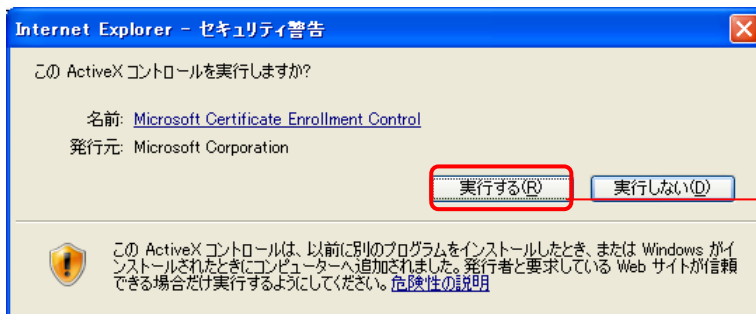 Internet Explorer - セキュリティ警告
この ActiveX コントロールを実行しますか?
名前: Microsoft Certificate Enrollment Control
発行元: Microsoft Corporation
実行する(R) 実行しない(D)
この ActiveX コントロールは、以前に別のプログラムをインストールしたとき、または Windows がイ
ンストールされたときにコンピューターへ追加されました。発行者と要求している Web サイトが信頼
できる場合だけ実行するようにしてください。危険性の説明